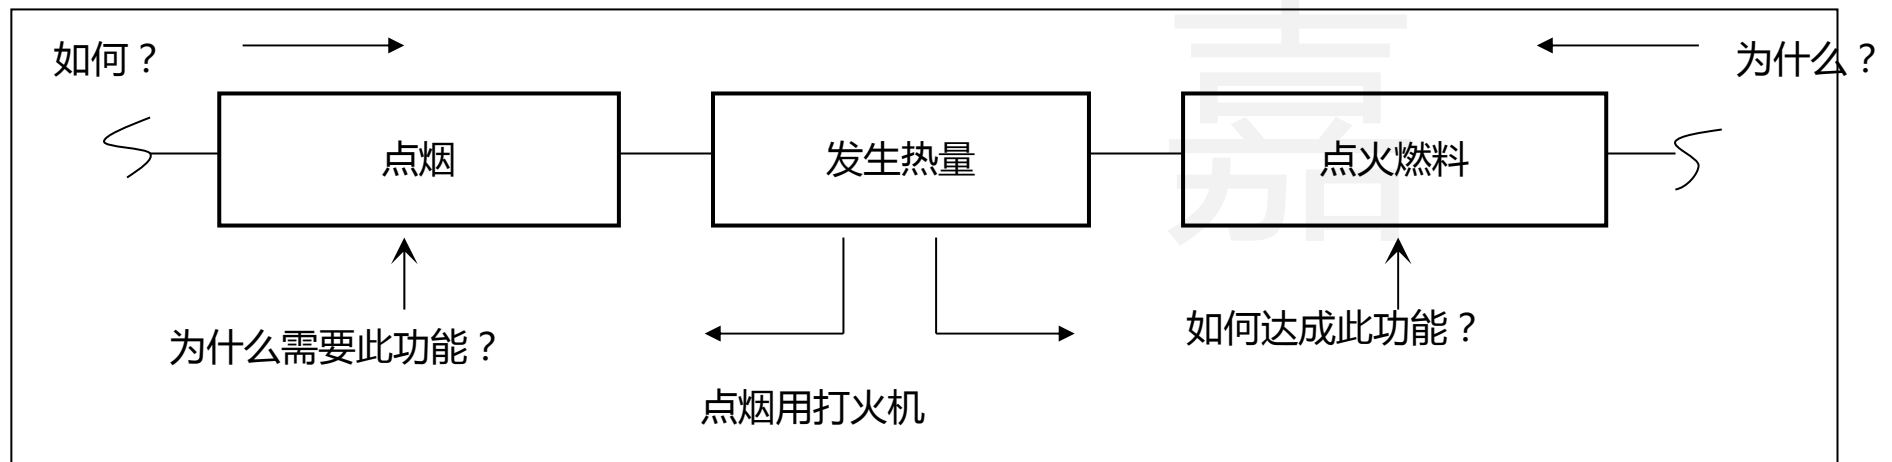 如何？
为什么？
点烟
发生热量
点火燃料
为什么需要此功能？
如何达成此功能？
点烟用打火机
嘉